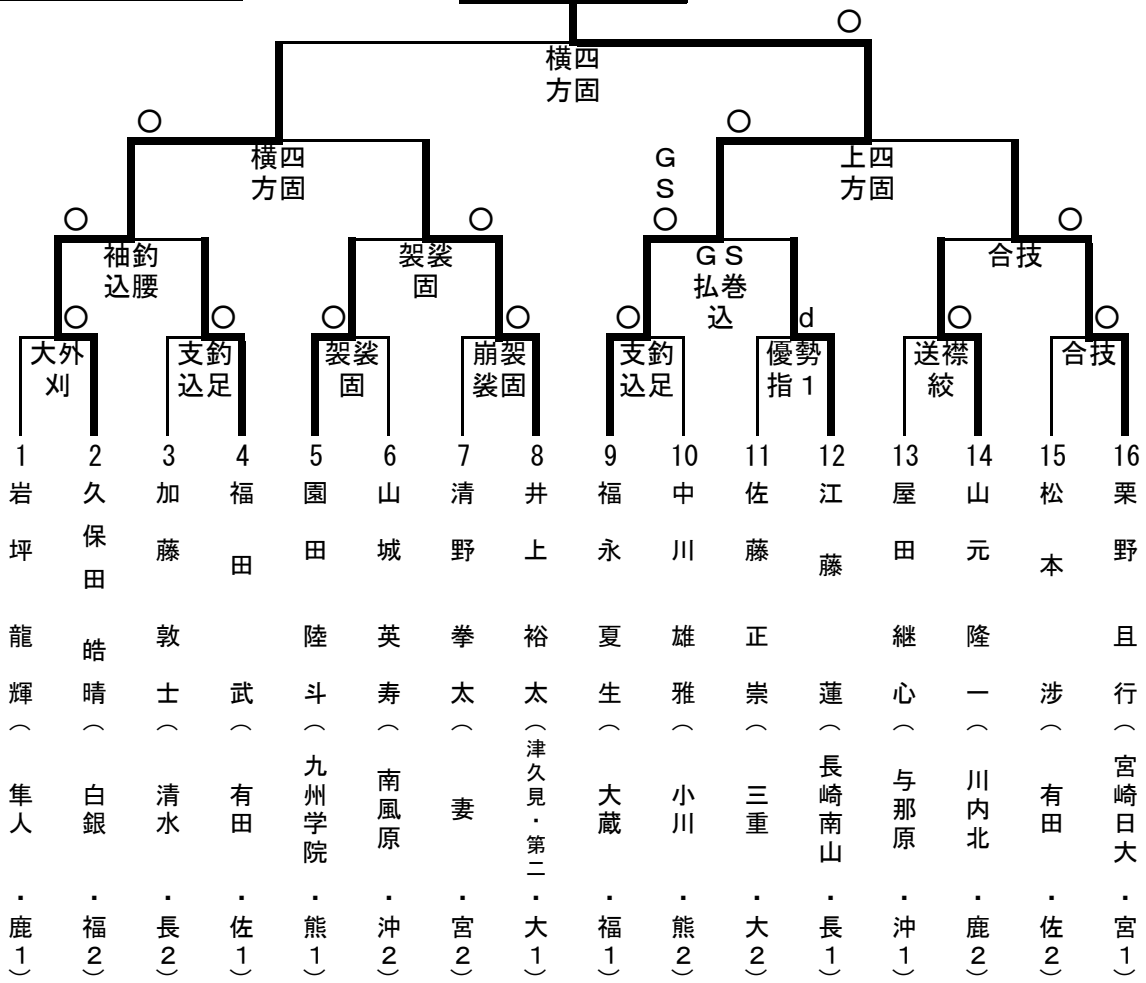 ○
横四
方固
○
○
横四
方固
G
S
上四
方固
○
○
○
○
袖釣
込腰
袈裟
固
GS
払巻
込
合技
○
○
○
○
○
d
○
○
大外
刈
支釣
込足
袈裟
固
崩袈
裟固
支釣
込足
優勢
指1
送襟
絞
合技
1 2 3 4 5 6 7 8 9 10 11 12 13 14 15 16
岩坪 龍輝(隼人・鹿1)
久保田 皓晴(白銀・福2)
加藤 敦士(清水・長2)
福田 武(有田・佐1)
園田 陸斗(九州学院・熊1)
山城 英寿(南風原・沖2)
清野 拳太(妻・宮2)
井上 裕太(津久見・第二・大1)
福永 夏生(大蔵・福1)
中川 雄雅(小川・熊2)
佐藤 正崇(三重・大2)
江藤 蓮(長崎南山・長1)
屋田 継心(与那原・沖1)
山元 隆一(川内北・鹿2)
松本 渉(有田・佐2)
栗野 且行(宮崎日大・宮1)